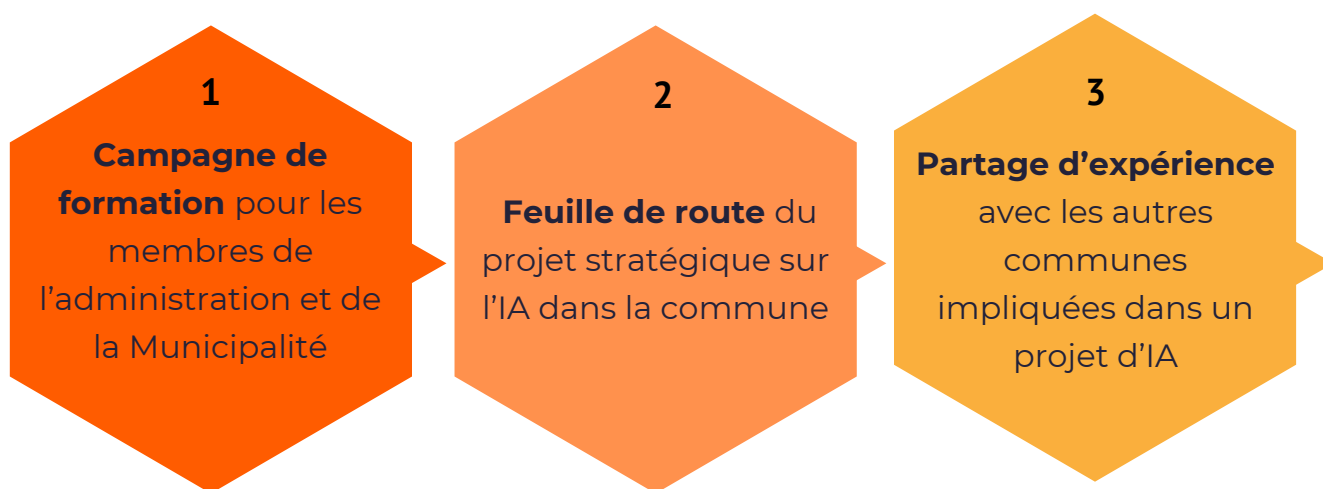 1
Campagne de
formation pour les
membres de
l’administration et de
la Municipalité
2
Feuille de route du
projet stratégique sur
l’IA dans la commune
3
Partage d’expérience
avec les autres
communes
impliquées dans un
projet d’IA